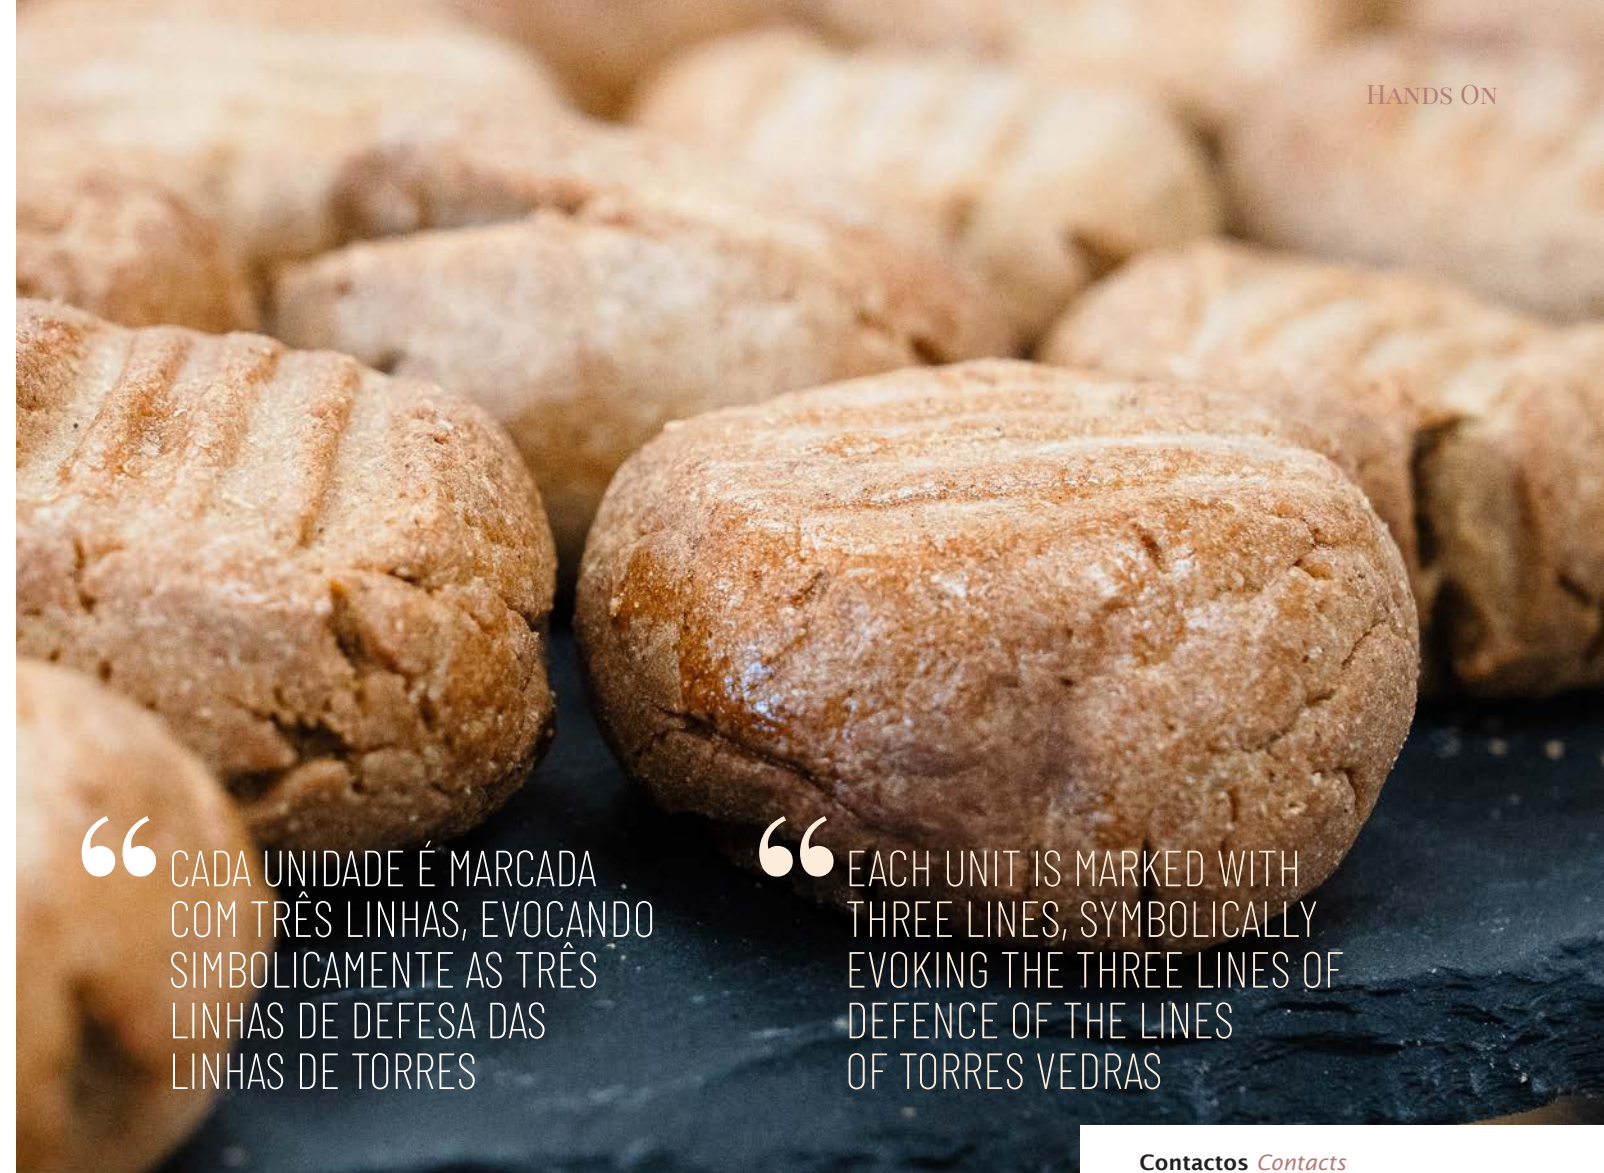 Hands On
“ CADA UNIDADE É MARCADA
COM TRÊS LINHAS, EVOCANDO
SIMBOLICAMENTE AS TRÊS
LINHAS DE DEFESA DAS
LINHAS DE TORRES
“ EACH UNIT IS MARKED WITH
THREE LINES, SYMBOLICALLY
EVOKING THE THREE LINES OF
DEFENCE OF THE LINES
OF TORRES VEDRAS
Contactos Contacts